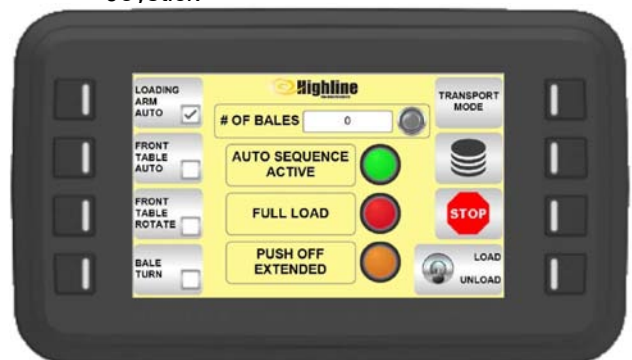 LOADING
ARM
AUTO
Highline
TRANSPORT
MODE
# OF BALES 0
FRONT
TABLE
AUTO
AUTO SEQUENCE
ACTIVE
FRONT
TABLE
ROTATE
FULL LOAD
STOP
BALE
TURN
PUSH OFF
EXTENDED
LOAD
UNLOAD